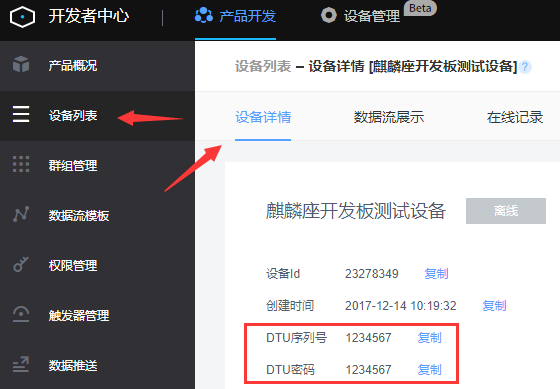 开发者中心 产品开发 设备管理 Beta
产品概况
设备列表
群组管理
数据流模板
权限管理
触发器管理
数据推送
设备列表 – 设备详情 [麒麟座开发板测试设备] ?
设备详情 数据流展示 在线记录
麒麟座开发板测试设备 离线
设备Id 23278349 复制
创建时间 2017-12-14 10:19:32 复制
DTU序列号 1234567 复制
DTU密码 1234567 复制